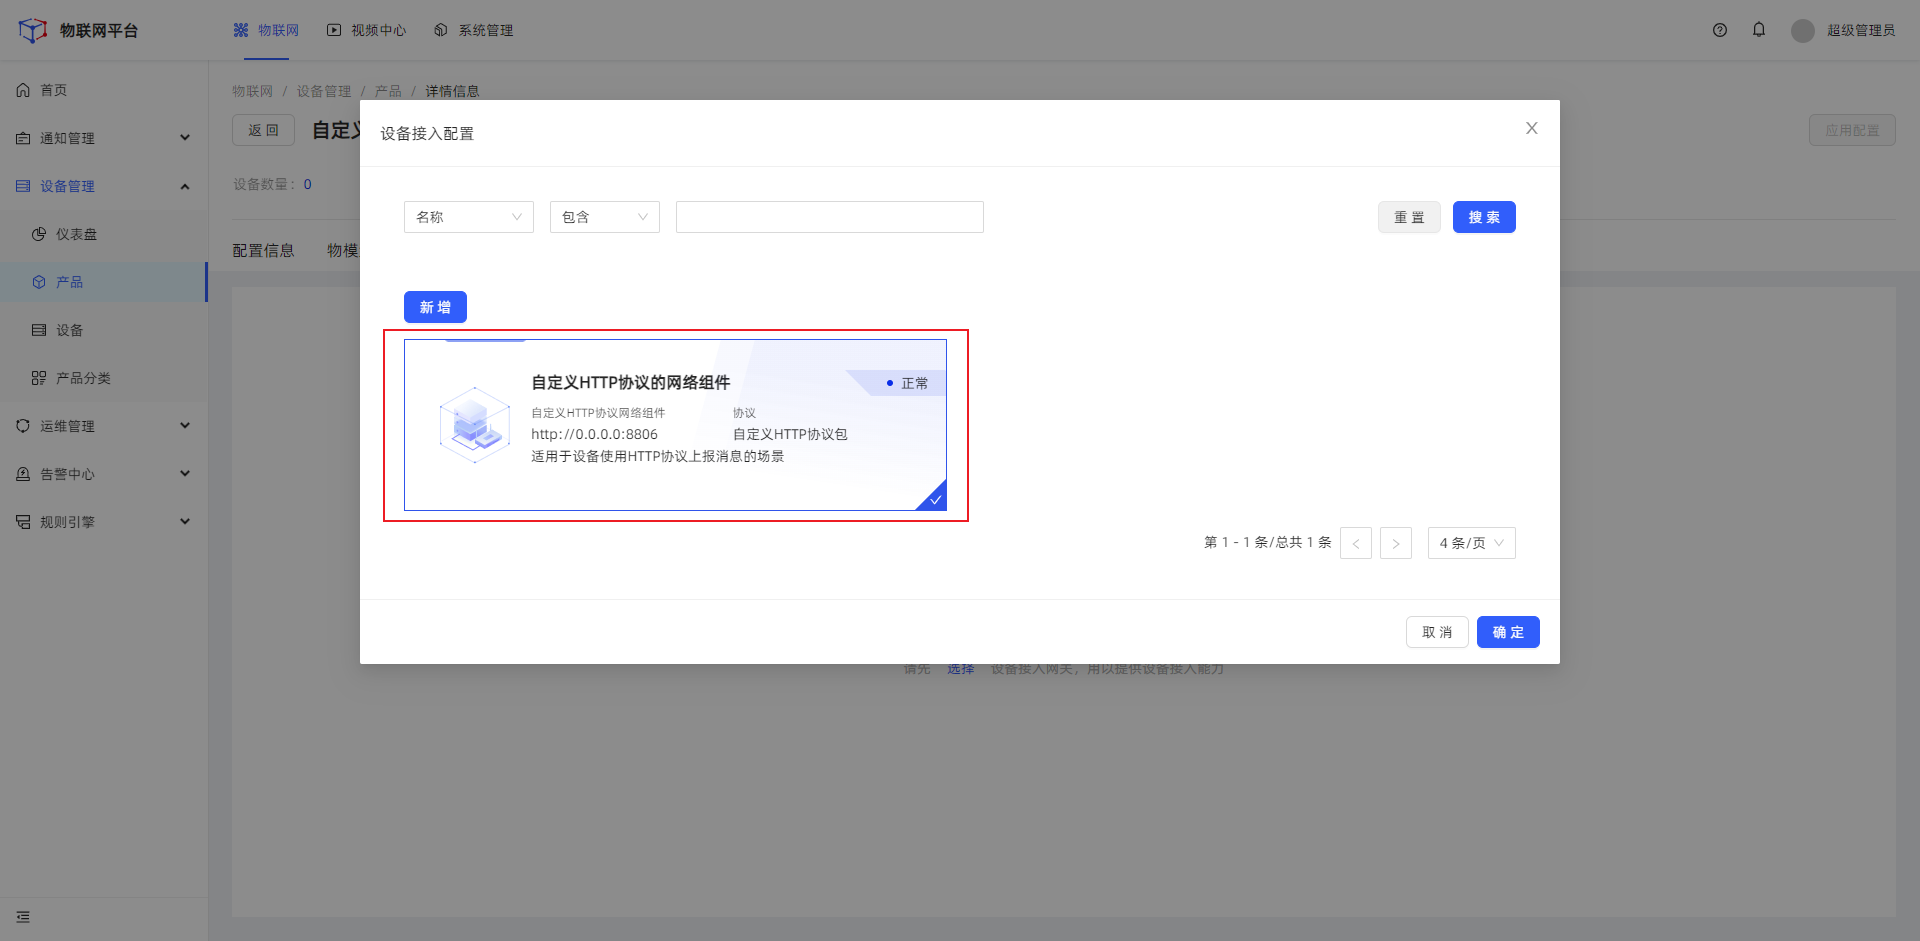 物联网平台
物联网
视频中心
系统管理
超级管理员
首页
通知管理
设备管理
仪表盘
产品
设备
产品分类
运维管理
告警中心
规则引擎
物联网 / 设备管理 / 产品 / 详情信息
返 回
自定义
应用配置
设备数量: 0
配置信息
物模
设备接入配置
名称
包含
重 置
搜 索
新 增
自定义HTTP协议的网络组件
正常
自定义HTTP协议网络组件
协议
http://0.0.0.0:8806
自定义HTTP协议包
适用于设备使用HTTP协议上报消息的场景
第 1 - 1 条/总共 1 条
4 条/页
取 消
确 定
请先 选择 设备接入网关，用以提供设备接入能力